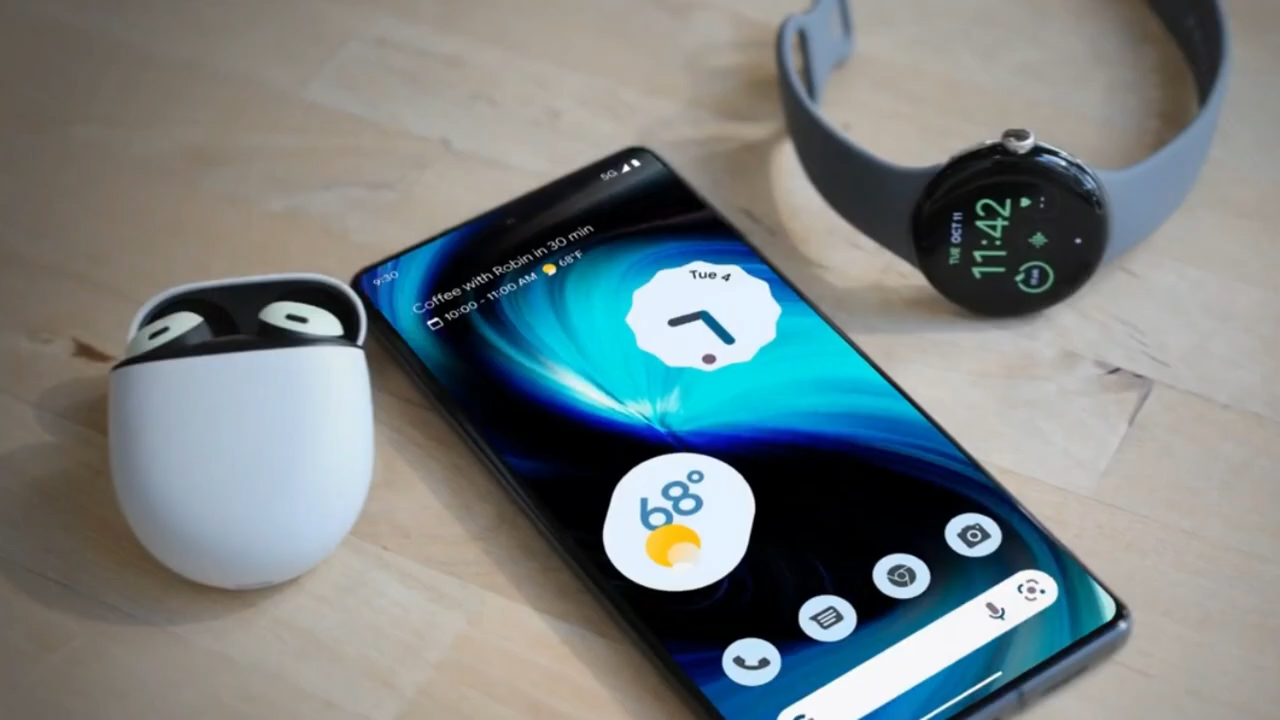 5G
9:30
Coffee with Robin in 30 min
10:00 - 11:00 AM 68°F
Tue 4
68°
TUE OCT 11
11:42